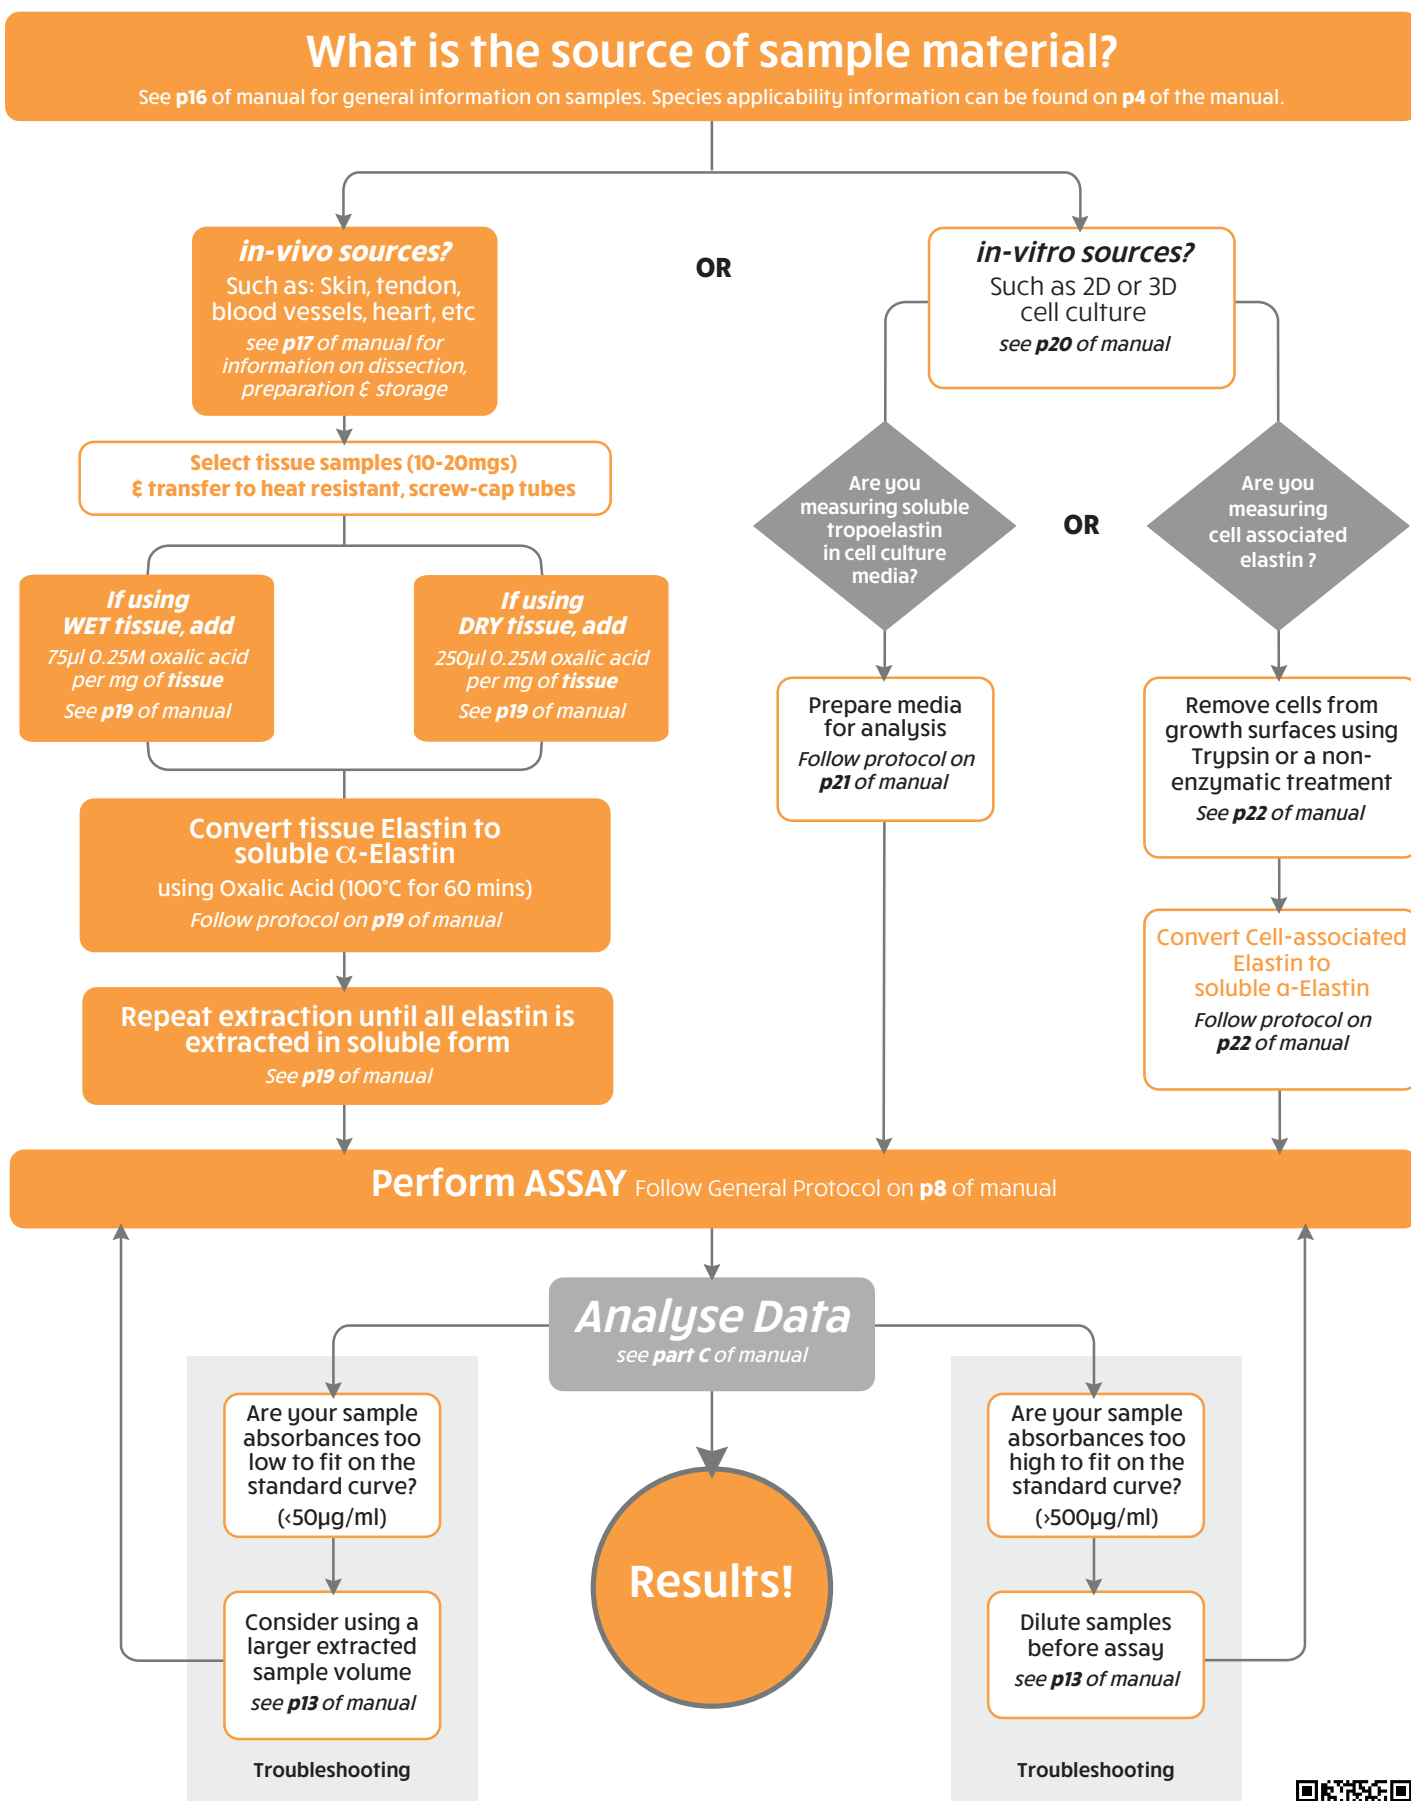 What is the source of sample material?
See p16 of manual for general information on samples. Species applicability information can be found on p4 of the manual.
in-vivo sources?
Such as: Skin, tendon,
blood vessels, heart, etc
see p17 of manual for
information on dissection,
preparation & storage
OR
in-vitro sources?
Such as 2D or 3D
cell culture
see p20 of manual
Select tissue samples (10-20mgs)
& transfer to heat resistant, screw-cap tubes
Are you
measuring soluble
tropoelastin
in cell culture
media?
OR
Are you
measuring
cell associated
elastin ?
If using
WET tissue, add
75µl 0.25M oxalic acid
per mg of tissue
See p19 of manual
If using
DRY tissue, add
250µl 0.25M oxalic acid
per mg of tissue
See p19 of manual
Prepare media
for analysis
Follow protocol on
p21 of manual
Remove cells from
growth surfaces using
Trypsin or a non-
enzymatic treatment
See p22 of manual
Convert tissue Elastin to
soluble α-Elastin
using Oxalic Acid (100°C for 60 mins)
Follow protocol on p19 of manual
Convert Cell-associated
Elastin to
soluble α-Elastin
Follow protocol on
p22 of manual
Repeat extraction until all elastin is
extracted in soluble form
See p19 of manual
Perform ASSAY Follow General Protocol on p8 of manual
Analyse Data
see part C of manual
Are your sample
absorbances too
low to fit on the
standard curve?
(<50µg/ml)
Consider using a
larger extracted
sample volume
see p13 of manual
Troubleshooting
Results!
Are your sample
absorbances too
high to fit on the
standard curve?
(>500µg/ml)
Dilute samples
before assay
see p13 of manual
Troubleshooting